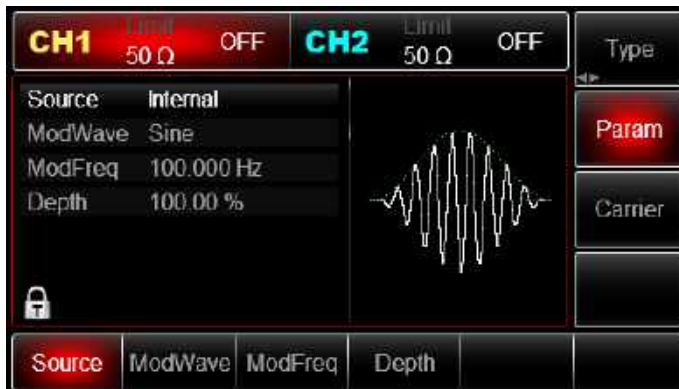 CH1 Limit 50 Ω OFF CH2 Limit 50 Ω OFF Type
Source Internal
ModWave Sine
ModFreq 100.000 Hz
Depth 100.00 %
Param
Carrier
Source ModWave ModFreq Depth